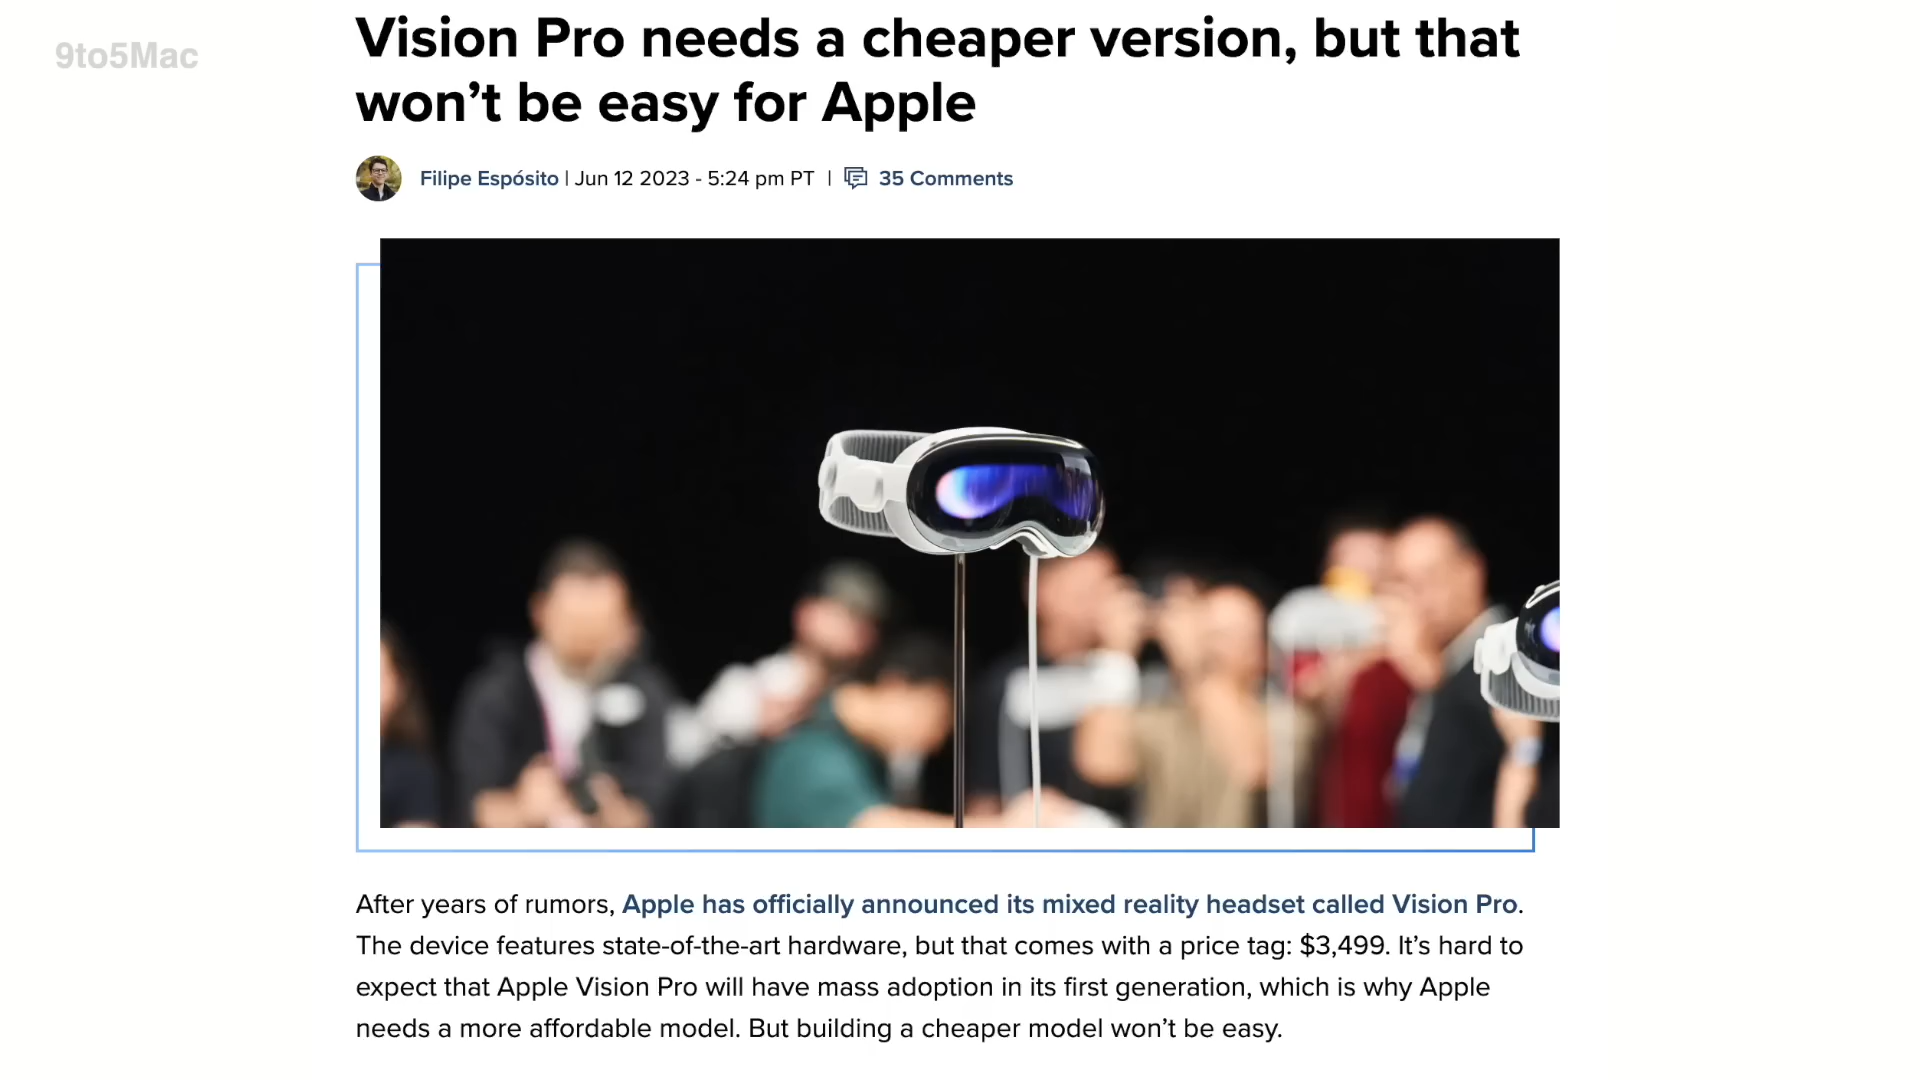 9to5Mac
Vision Pro needs a cheaper version, but that
won’t be easy for Apple
Filipe Espósito | Jun 12 2023 - 5:24 pm PT | 35 Comments
After years of rumors, Apple has officially announced its mixed reality headset called Vision Pro.
The device features state-of-the-art hardware, but that comes with a price tag: $3,499. It’s hard to
expect that Apple Vision Pro will have mass adoption in its first generation, which is why Apple
needs a more affordable model. But building a cheaper model won’t be easy.